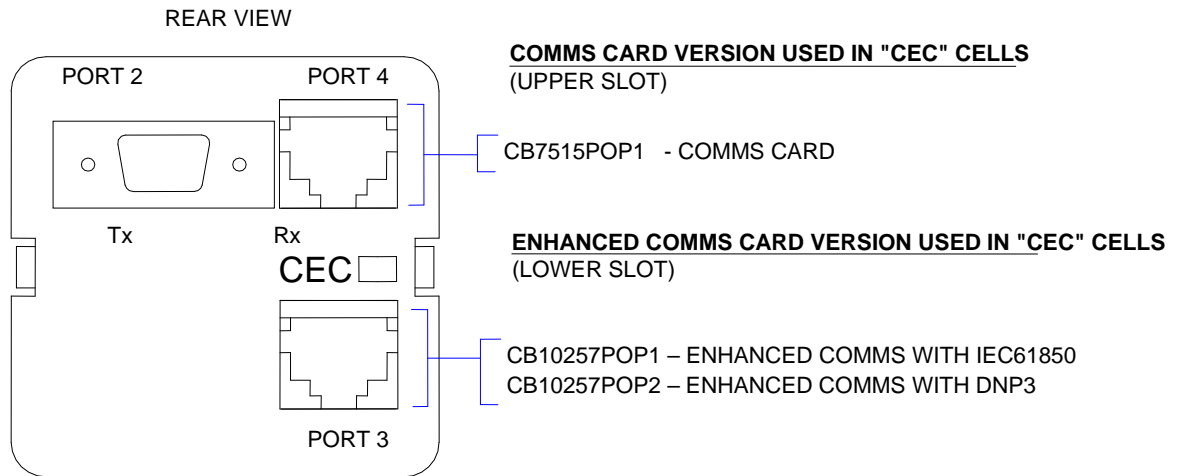 REAR VIEW
PORT 2
PORT 4
COMMS CARD VERSION USED IN "CEC" CELLS
(UPPER SLOT)
CB7515POP1 - COMMS CARD
Tx
Rx
CEC
ENHANCED COMMS CARD VERSION USED IN "CEC" CELLS
(LOWER SLOT)
CB10257POP1 – ENHANCED COMMS WITH IEC61850
CB10257POP2 – ENHANCED COMMS WITH DNP3
PORT 3